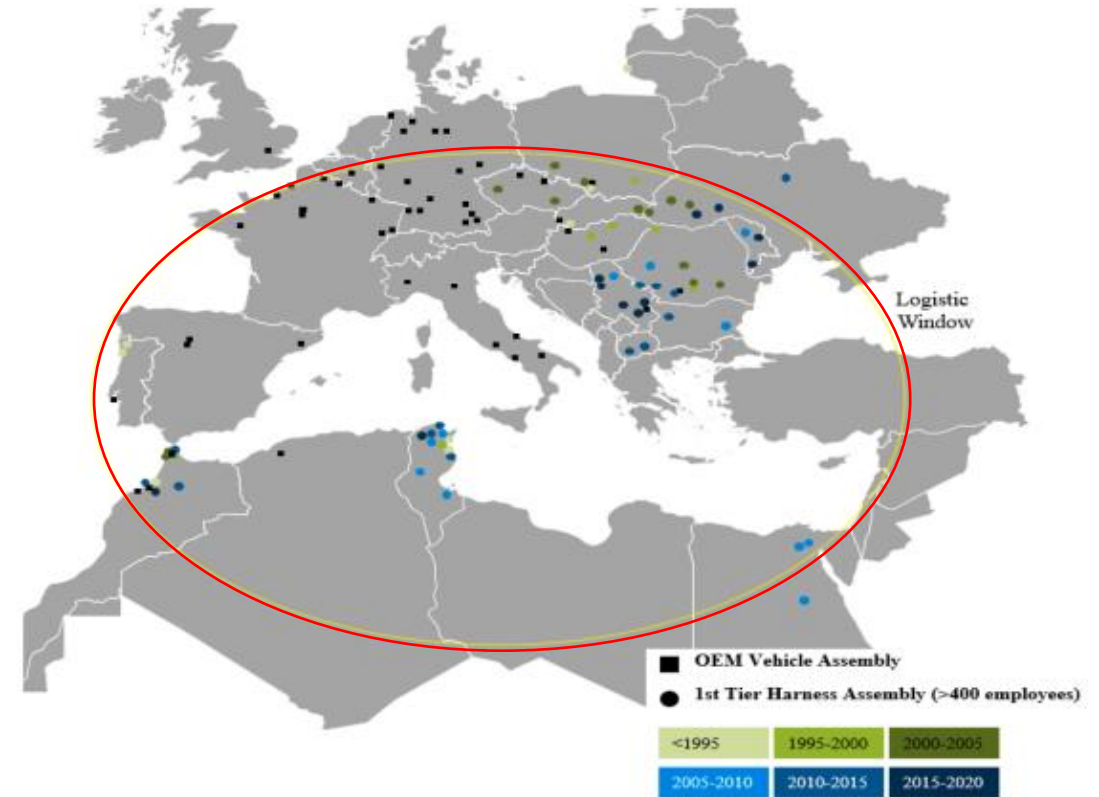 Logistic
Window
OEM Vehicle Assembly
1st Tier Harness Assembly (>400 employees)
<1995 1995-2000 2000-2005
2005-2010 2010-2015 2015-2020